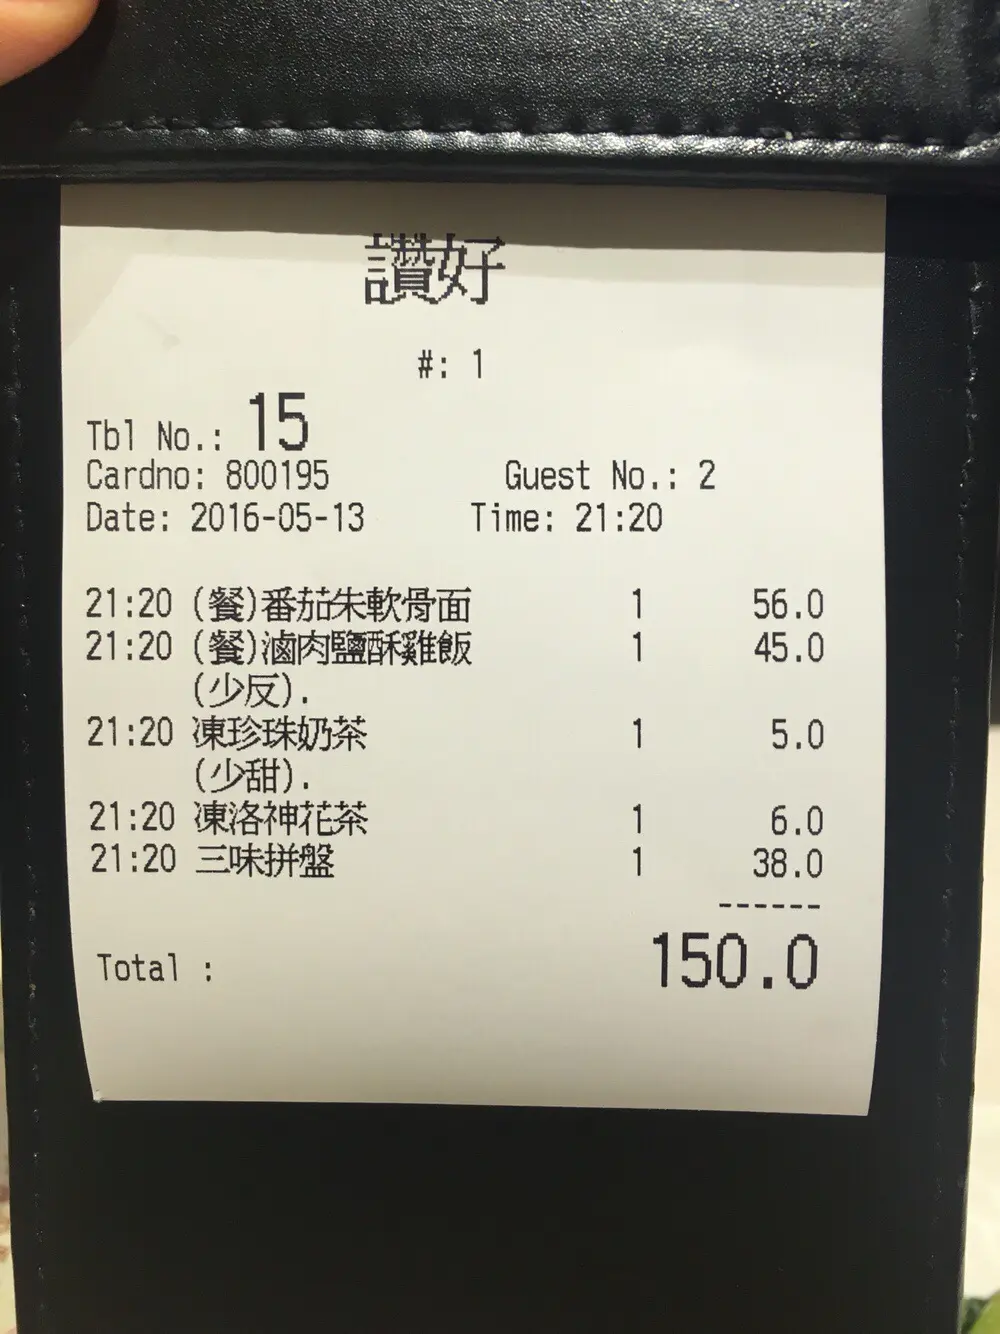 讚好
#: 1
Tbl No.: 15
Cardno: 800195 Guest No.: 2
Date: 2016-05-13 Time: 21:20
21:20 (餐)番茄朱軟骨面 1 56.0
21:20 (餐)滷肉鹽酥雞飯 1 45.0
(少反).
21:20 凍珍珠奶茶 1 5.0
(少甜).
21:20 凍洛神花茶 1 6.0
21:20 三味拼盤 1 38.0
------
Total : 150.0